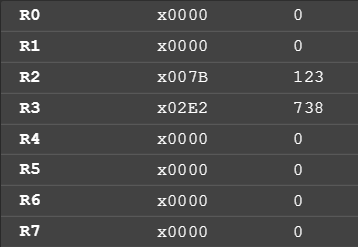 R0 x0000 0
R1 x0000 0
R2 x007B 123
R3 x02E2 738
R4 x0000 0
R5 x0000 0
R6 x0000 0
R7 x0000 0